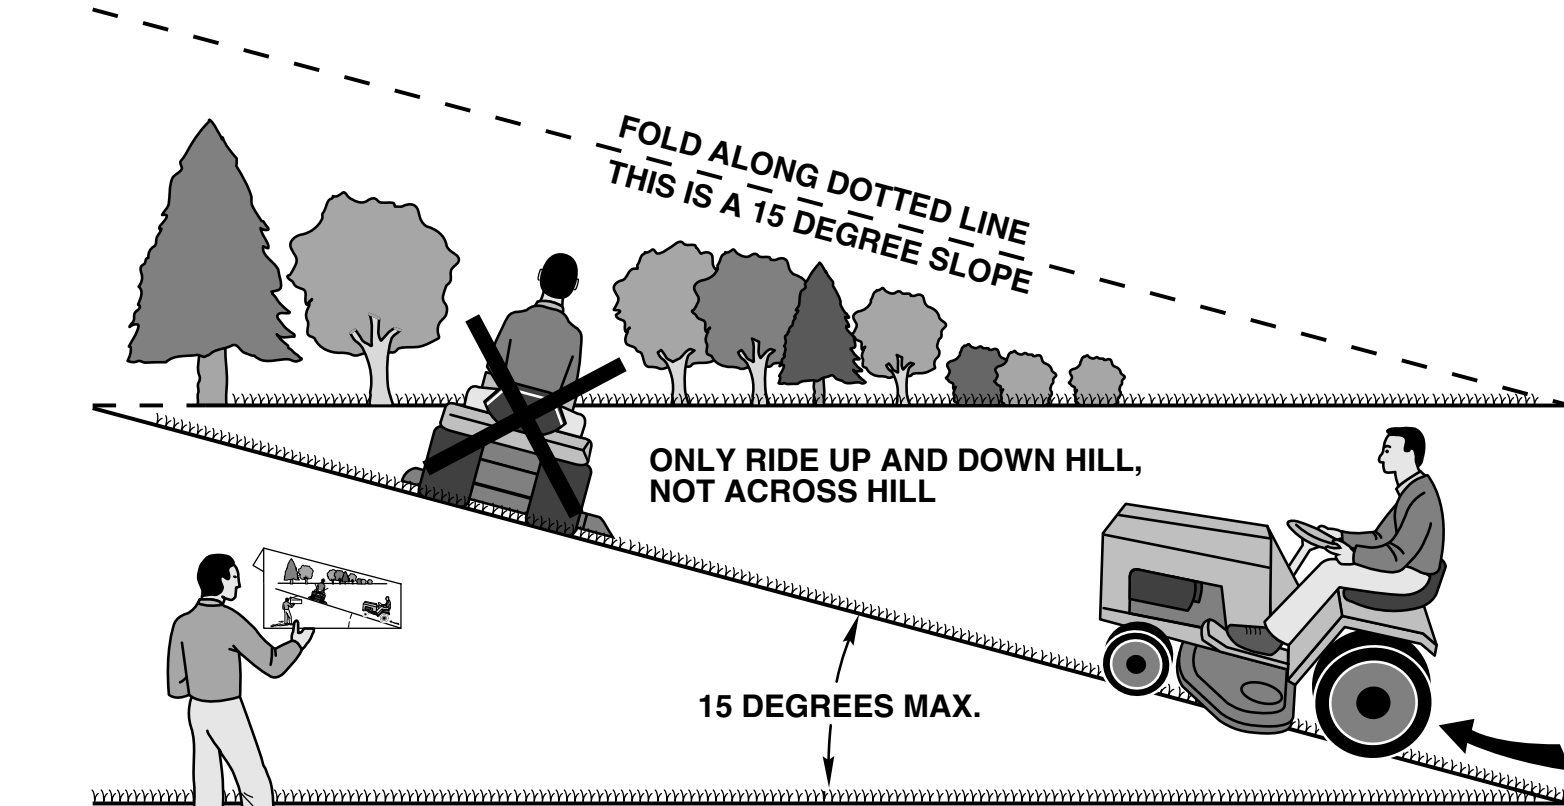 FOLD ALONG DOTTED LINE
THIS IS A 15 DEGREE SLOPE
ONLY RIDE UP AND DOWN HILL,
NOT ACROSS HILL
15 DEGREES MAX.